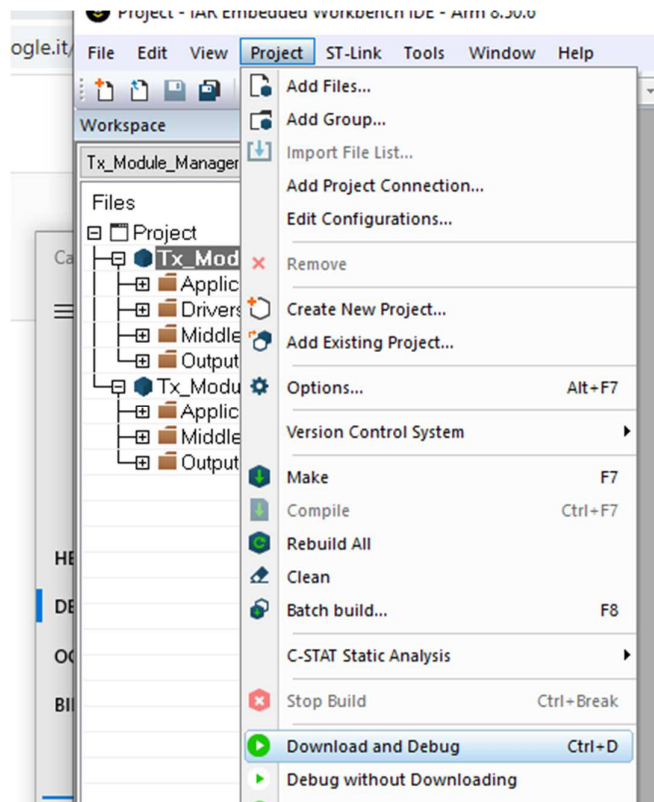 Project - IAR Embedded Workbench IDE - Arm 8.50.6
ogle.it/
File Edit View Project ST-Link Tools Window Help
Add Files...
Workspace
Add Group...
Tx_Module_Manager
Import File List...
Add Project Connection...
Files
Edit Configurations...
Project
Ca
Tx_Mod
Remove
Applic
Drivers
Create New Project...
Middle
Add Existing Project...
Output
Tx_Modu
Options... Alt+F7
Applic
Version Control System
Middle
Output
Make F7
Compile Ctrl+F7
Rebuild All
HE
Clean
DE
Batch build... F8
OC
C-STAT Static Analysis
BII
Stop Build Ctrl+Break
Download and Debug Ctrl+D
Debug without Downloading